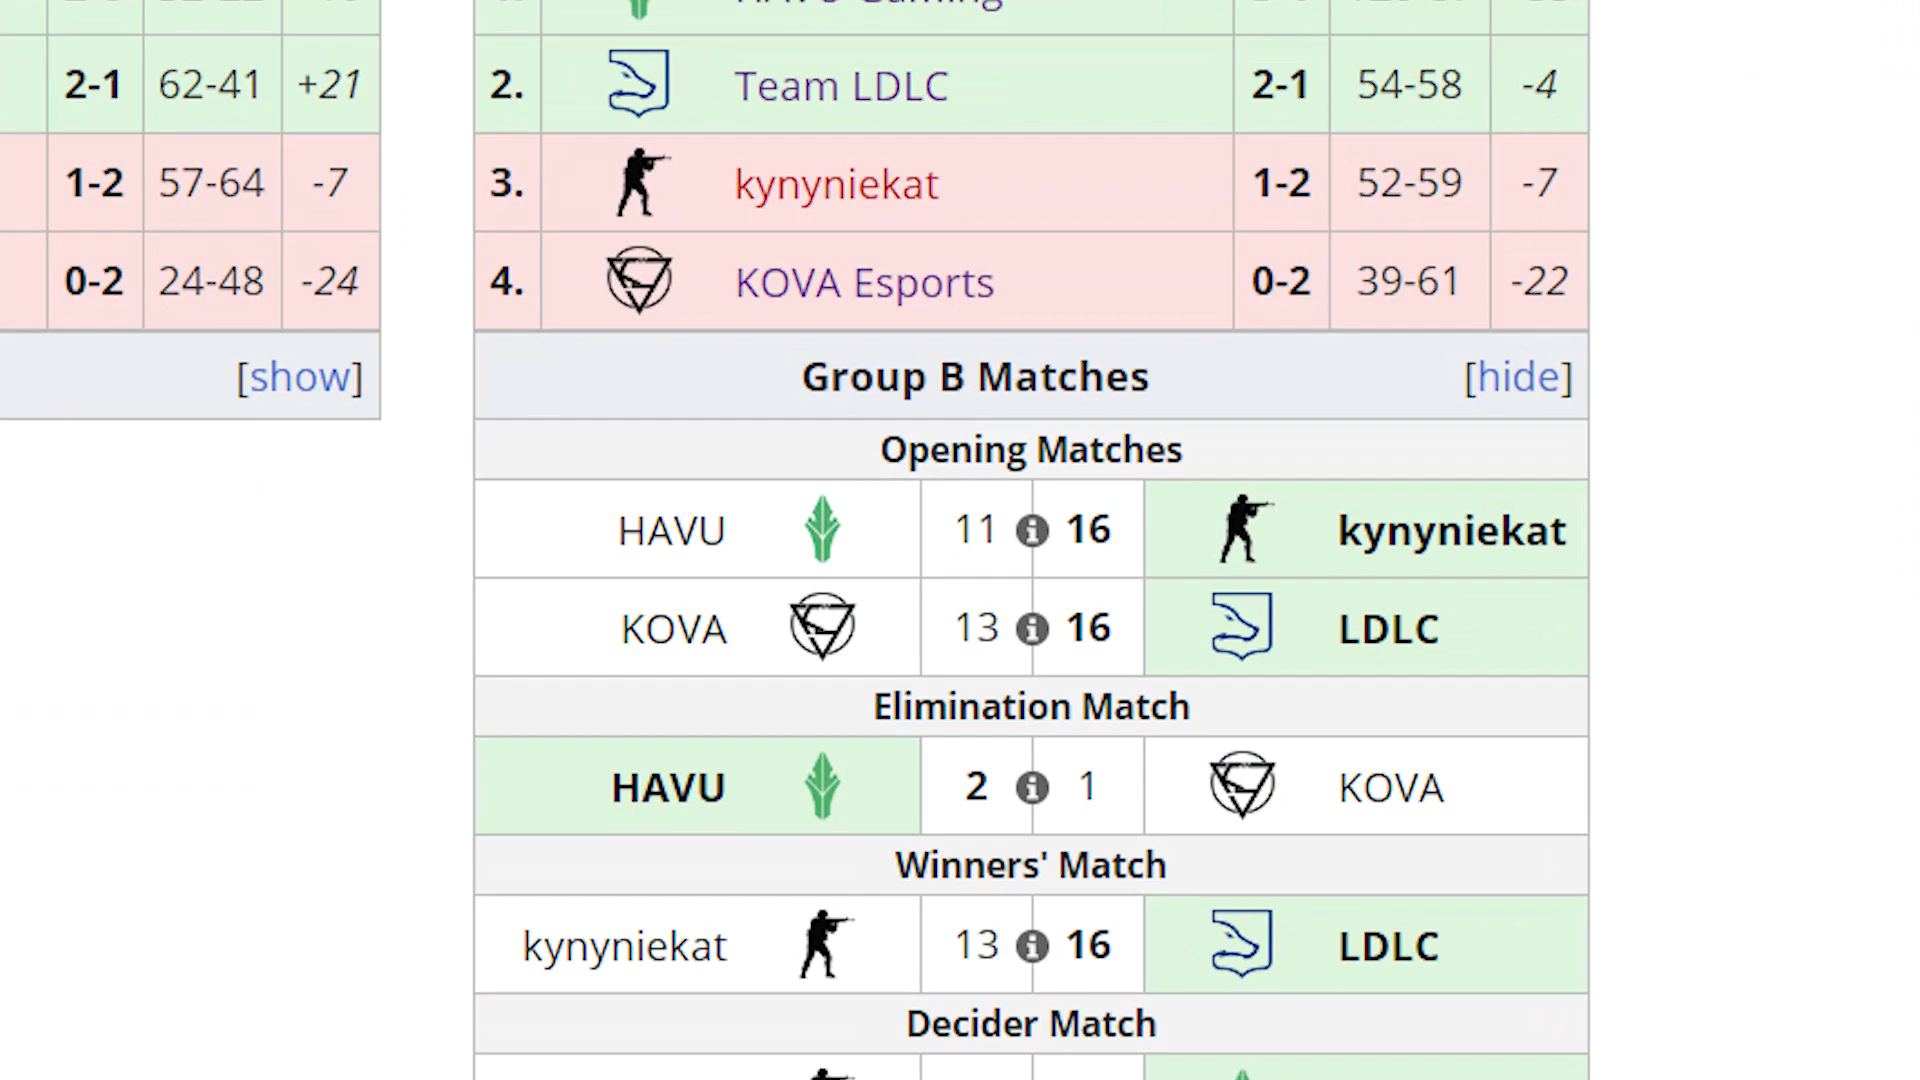 HAVU Gaming
2-1 62-41 +21
2. Team LDLC 2-1 54-58 -4
1-2 57-64 -7
3. kynyniekat 1-2 52-59 -7
0-2 24-48 -24
4. KOVA Esports 0-2 39-61 -22
[show]
Group B Matches [hide]
Opening Matches
HAVU 11 i 16 kynyniekat
KOVA 13 i 16 LDLC
Elimination Match
HAVU 2 i 1 KOVA
Winners' Match
kynyniekat 13 i 16 LDLC
Decider Match